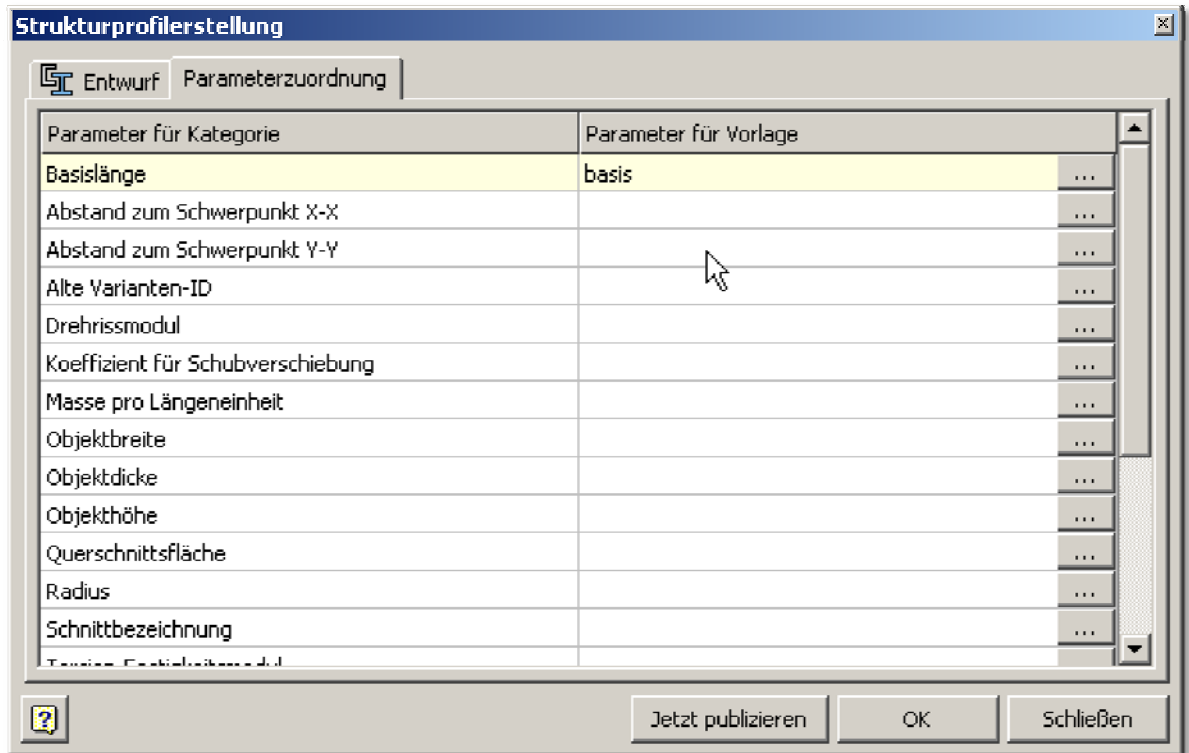 Strukturprofilerstellung
Entwurf Parameterzuordnung
Parameter für Kategorie Parameter für Vorlage
Basislänge basis ...
Abstand zum Schwerpunkt X-X ...
Abstand zum Schwerpunkt Y-Y ...
Alte Varianten-ID ...
Drehrissmodul ...
Koeffizient für Schubverschiebung ...
Masse pro Längeneinheit ...
Objektbreite ...
Objektdicke ...
Objekthöhe ...
Querschnittsfläche ...
Radius ...
Schnittbezeichnung ...
Jetzt publizieren OK Schließen